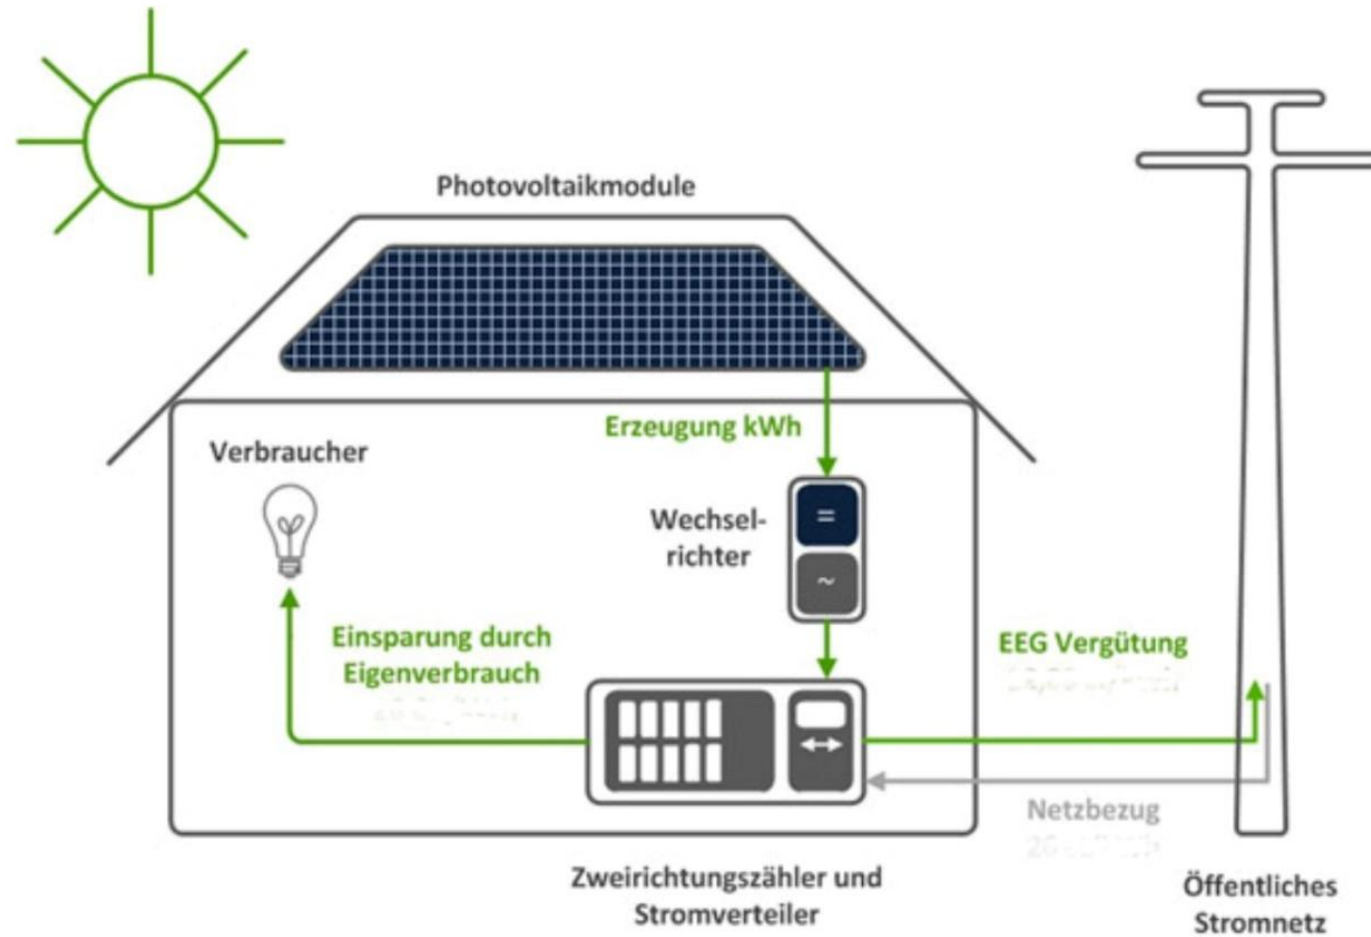 Photovoltaikmodule
Erzeugung kWh
Verbraucher
Wechsel-
richter
=
~
Einsparung durch
Eigenverbrauch
EEG Vergütung
Netzbezug
Zweirichtungszähler und
Stromverteiler
Öffentliches
Stromnetz